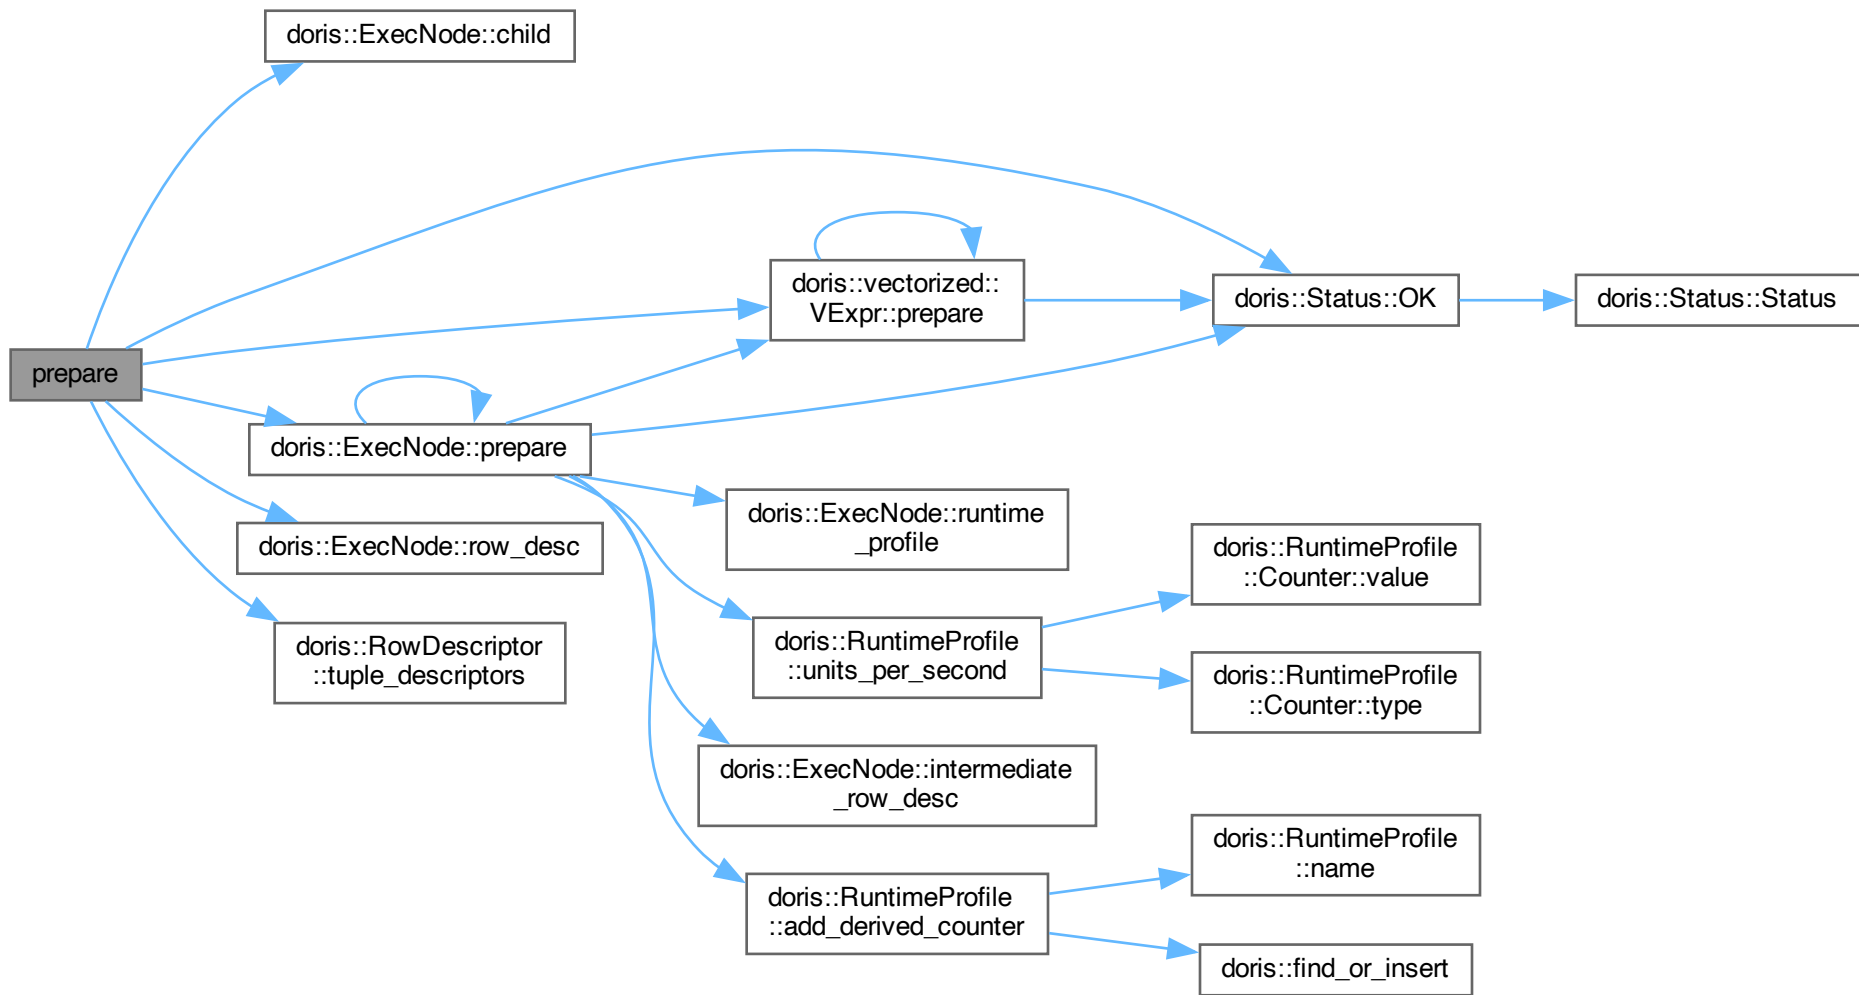 doris::ExecNode::child
doris::vectorized::
VExpr::prepare
doris::Status::OK
doris::Status::Status
prepare
doris::ExecNode::prepare
doris::ExecNode::row_desc
doris::ExecNode::runtime
_profile
doris::RuntimeProfile
::Counter::value
doris::RowDescriptor
::tuple_descriptors
doris::RuntimeProfile
::units_per_second
doris::RuntimeProfile
::Counter::type
doris::ExecNode::intermediate
_row_desc
doris::RuntimeProfile
::name
doris::RuntimeProfile
::add_derived_counter
doris::find_or_insert